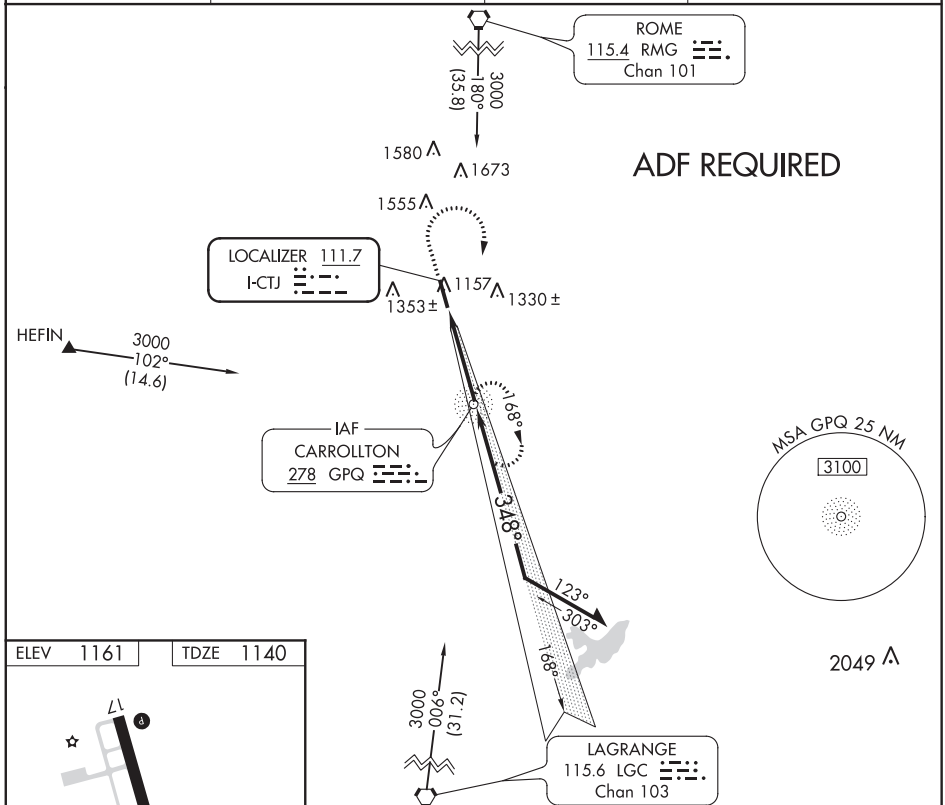 ROME
115.4 RMG
Chan 101
3000
180°
(35.8)
ADF REQUIRED
1580
1673
1555
LOCALIZER 111.7
I-CTJ
1157
1353 ±
1330 ±
HEFIN
3000
102°
(14.6)
IAF
CARROLLTON
278 GPQ
168°
MSA GPQ 25 NM
3100
348°
123°
303°
168°
2049
3000
006°
(31.2)
LAGRANGE
115.6 LGC
Chan 103
ELEV 1161
TDZE 1140
17
P